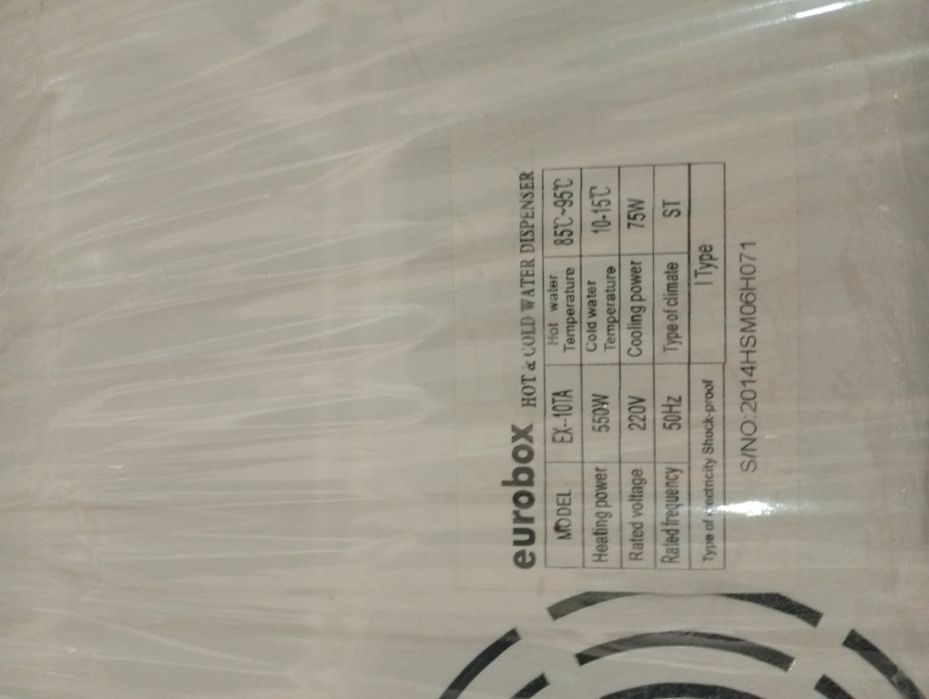 eurobox HOT & COLD WATER DISPENSER
MODEL EX-10TA Hot water Temperature 85℃~95℃
Heating power 550W Cold water Temperature 10-15℃
Rated voltage 220V Cooling power 75W
Rated frequency 50HZ Type of climate ST
Type of electricity Shock-proof I Type
S/NO:2014HSM06H071